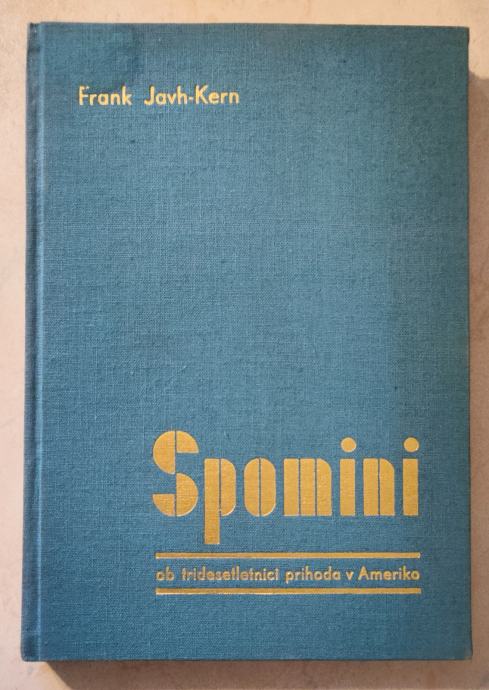 Frank Javh-Kern
Spomini
ob tridesetletnici prihoda v Ameriko